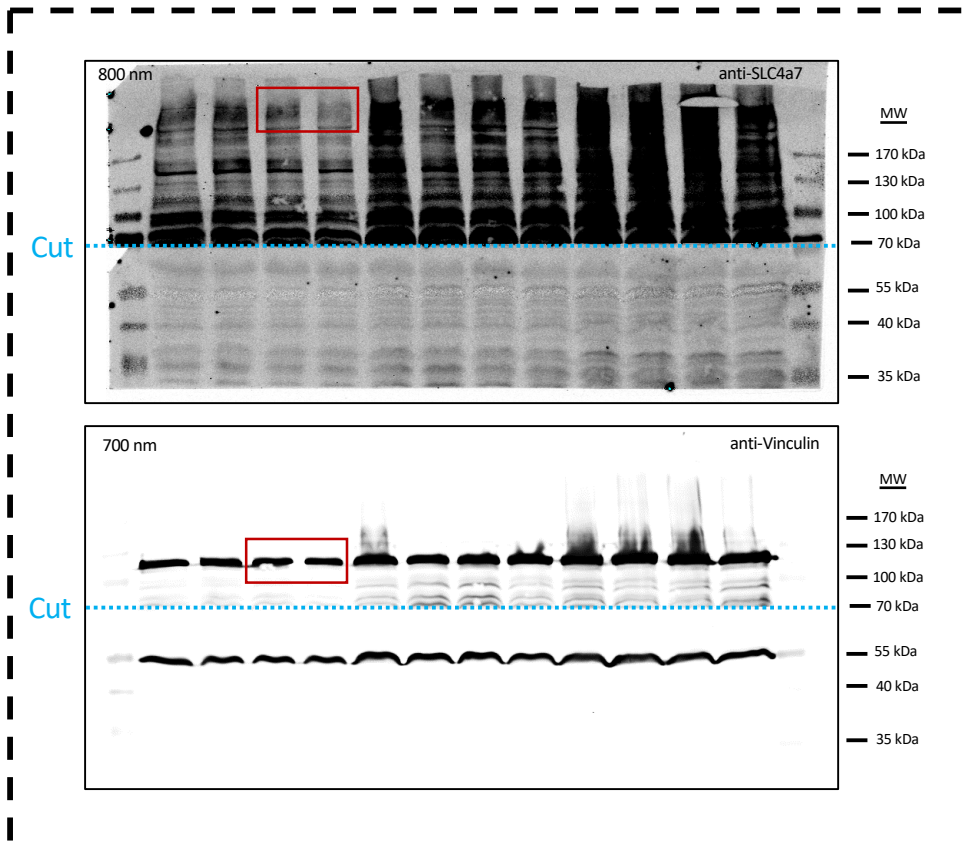 800 nm
anti-SLC4a7
MW
170 kDa
130 kDa
100 kDa
Cut
70 kDa
55 kDa
40 kDa
35 kDa
700 nm
anti-Vinculin
MW
170 kDa
130 kDa
100 kDa
Cut
70 kDa
55 kDa
40 kDa
35 kDa